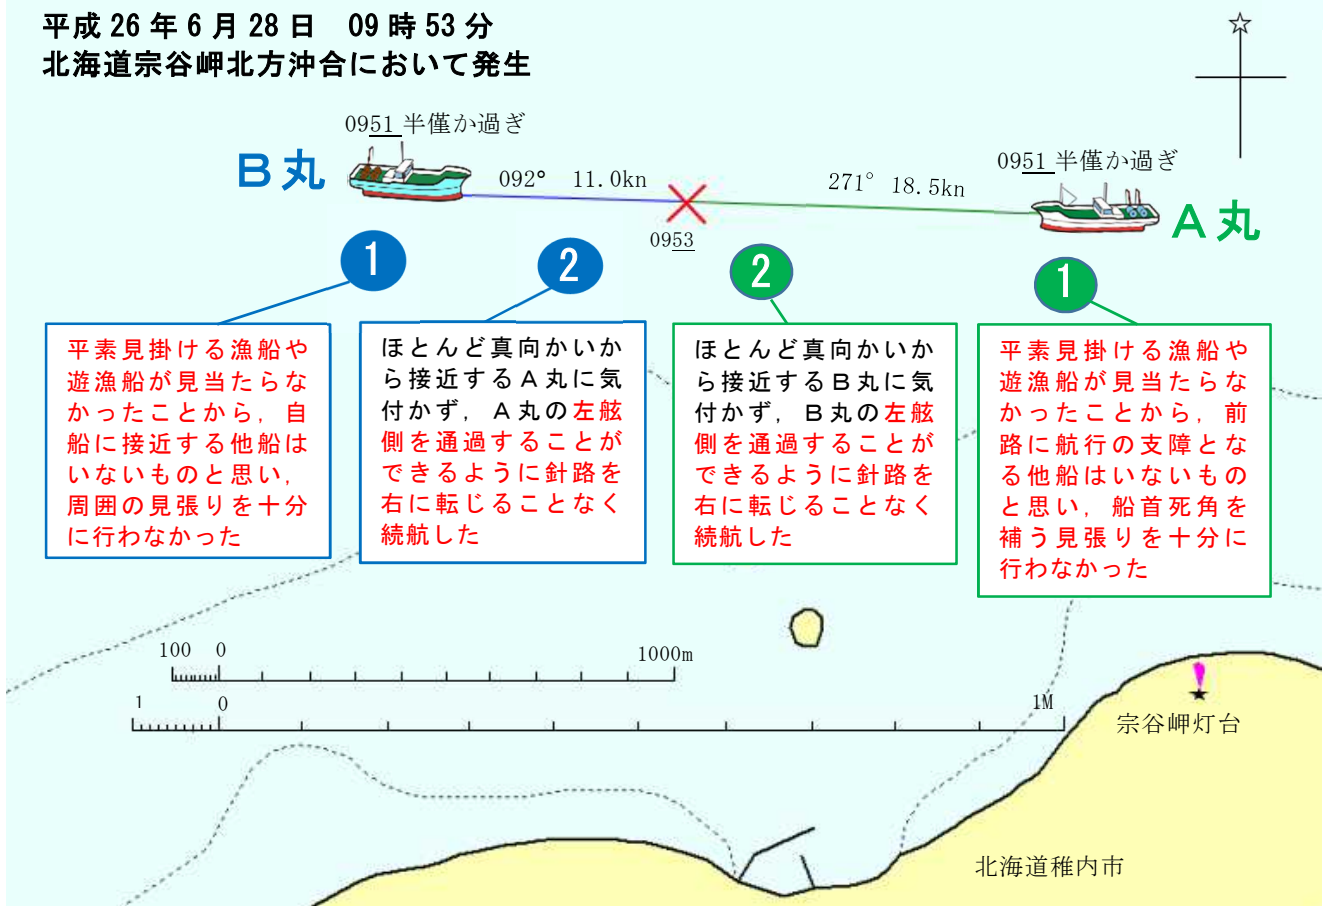 平成 26 年 6 月 28 日　09 時 53 分
北海道宗谷岬北方沖合において発生
0951 半僅か過ぎ
B 丸
092°　11.0kn
0953
271°　18.5kn
0951 半僅か過ぎ
A 丸
1
2
2
1
平素見掛ける漁船や
遊漁船が見当たらな
かったことから，自
船に接近する他船は
いないものと思い，
周囲の見張りを十分
に行わなかった
ほとんど真向かいか
ら接近するA丸に気
付かず，A丸の左舷
側を通過することが
できるように針路を
右に転じることなく
続航した
ほとんど真向かいか
ら接近するB丸に気
付かず，B丸の左舷
側を通過することが
できるように針路を
右に転じることなく
続航した
平素見掛ける漁船や
遊漁船が見当たらな
かったことから，前
路に航行の支障とな
る他船はいないもの
と思い，船首死角を
補う見張りを十分に
行わなかった
100　0　1000m
1　0　1M
宗谷岬灯台
北海道稚内市